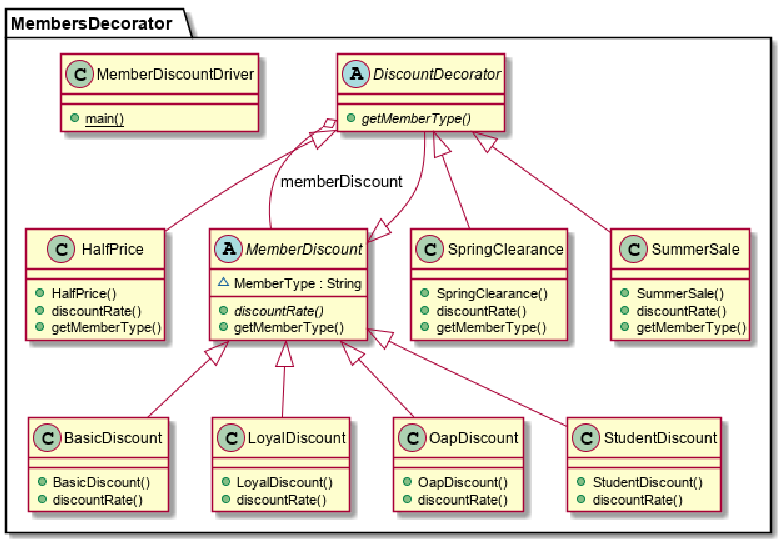 MembersDecorator
C MemberDiscountDriver
main()
A DiscountDecorator
getMemberType()
memberDiscount
C HalfPrice
HalfPrice()
discountRate()
getMemberType()
A MemberDiscount
MemberType : String
discountRate()
getMemberType()
C SpringClearance
SpringClearance()
discountRate()
getMemberType()
C SummerSale
SummerSale()
discountRate()
getMemberType()
C BasicDiscount
BasicDiscount()
discountRate()
C LoyalDiscount
LoyalDiscount()
discountRate()
C OapDiscount
OapDiscount()
discountRate()
C StudentDiscount
StudentDiscount()
discountRate()